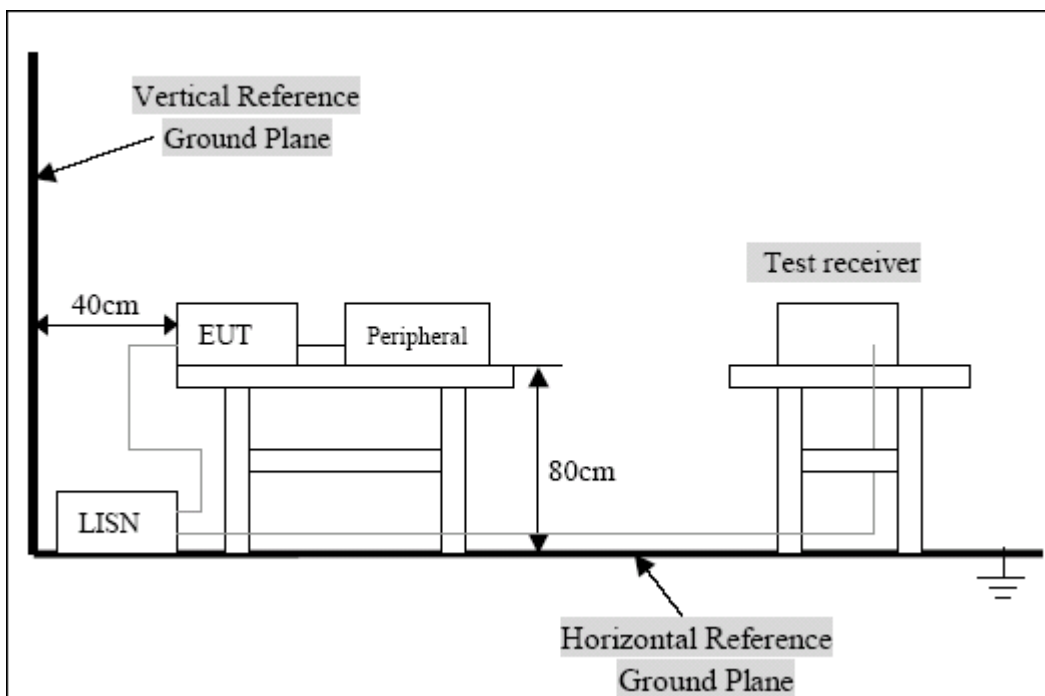 Vertical Reference
Ground Plane
Test receiver
40cm
EUT
Peripheral
80cm
LISN
Horizontal Reference
Ground Plane